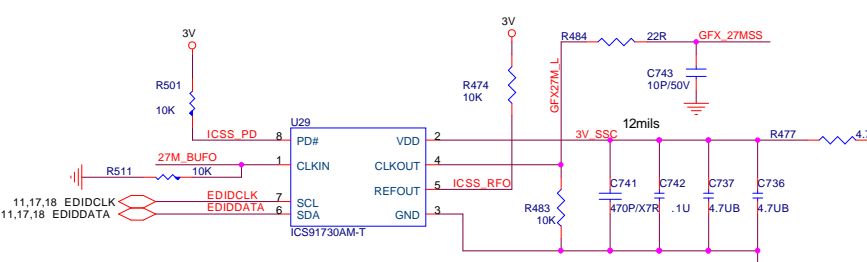 3V
3V
R484
22R
GFX_27MSS
R501
10K
R474
10K
GFX27M_L
C743
10P/50V
U29
12mils
ICSS_PD
8
PD#
VDD
2
3V_SSC
R477
4.7
27M_BUFO
1
CLKIN
CLKOUT
4
R511
10K
REFOUT
5
ICSS_RFO
C741
C742
C737
C736
11,17,18 EDIDCLK
EDIDCLK
7
SCL
11,17,18 EDIDDATA
EDIDDATA
6
SDA
GND
3
R483
10K
470P/X7R
.1U
4.7UB
4.7UB
ICS91730AM-T